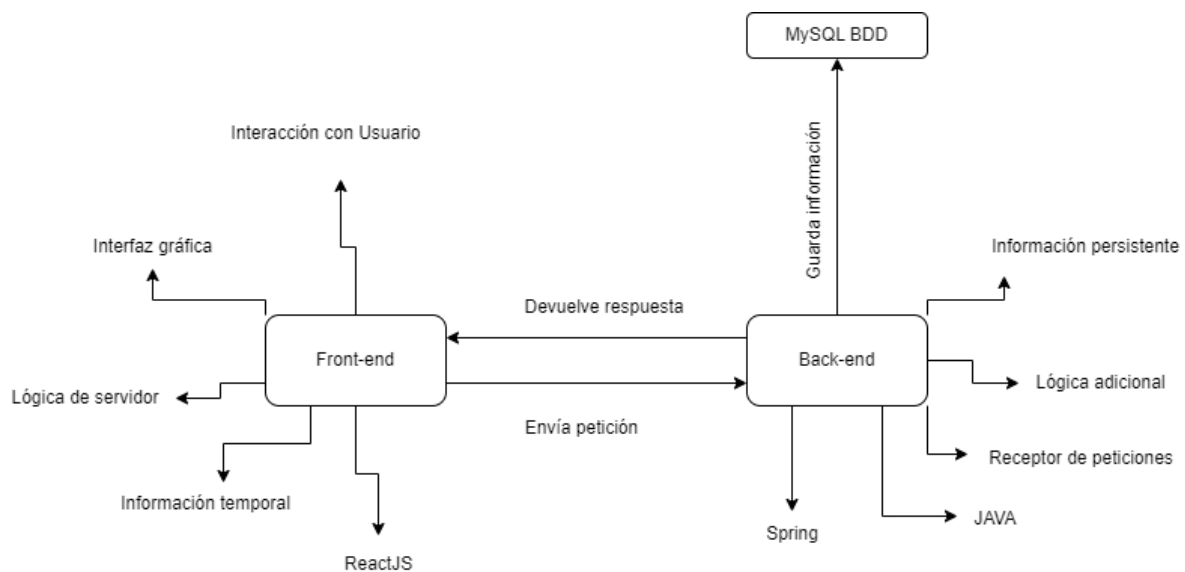 MySQL BDD
Interacción con Usuario
Guarda información
Interfaz gráfica
Información persistente
Devuelve respuesta
Front-end
Back-end
Lógica de servidor
Lógica adicional
Envía petición
Receptor de peticiones
Información temporal
JAVA
Spring
ReactJS